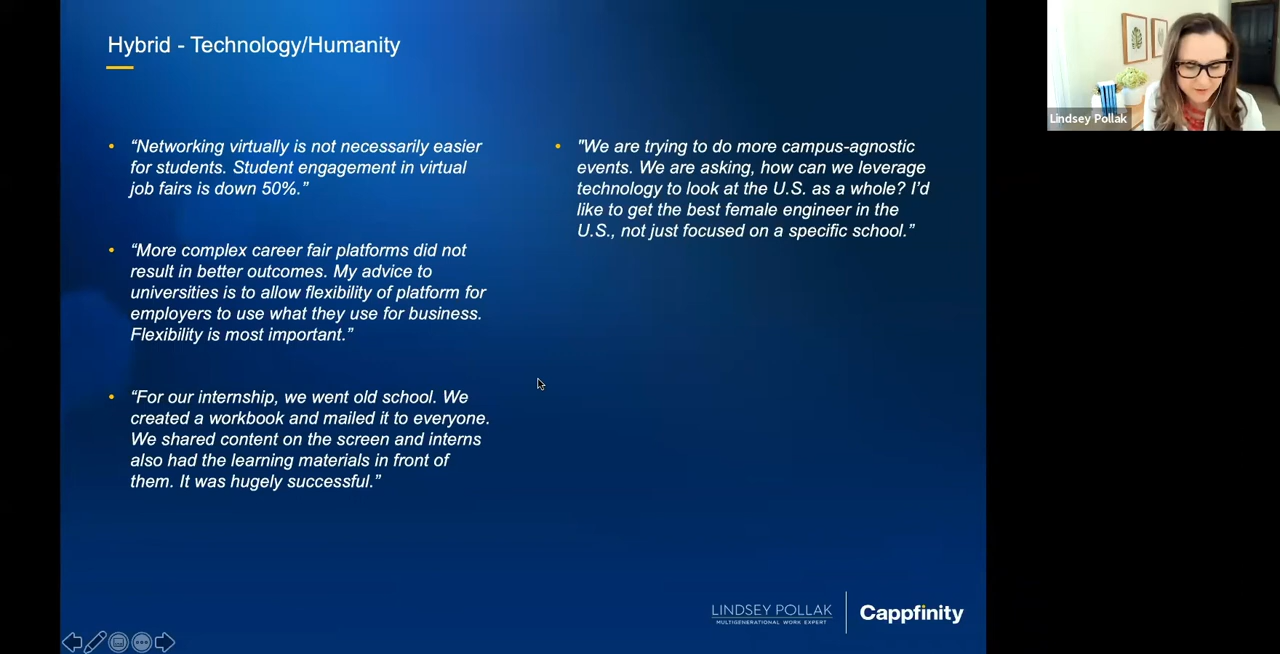 Hybrid - Technology/Humanity
• “Networking virtually is not necessarily easier
for students. Student engagement in virtual
job fairs is down 50%.”
• “More complex career fair platforms did not
result in better outcomes. My advice to
universities is to allow flexibility of platform for
employers to use what they use for business.
Flexibility is most important.”
• “For our internship, we went old school. We
created a workbook and mailed it to everyone.
We shared content on the screen and interns
also had the learning materials in front of
them. It was hugely successful.”
• "We are trying to do more campus-agnostic
events. We are asking, how can we leverage
technology to look at the U.S. as a whole? I’d
like to get the best female engineer in the
U.S., not just focused on a specific school.”
Lindsey Pollak
LINDSEY POLLAK
MULTIGENERATIONAL WORK EXPERT
Cappfinity